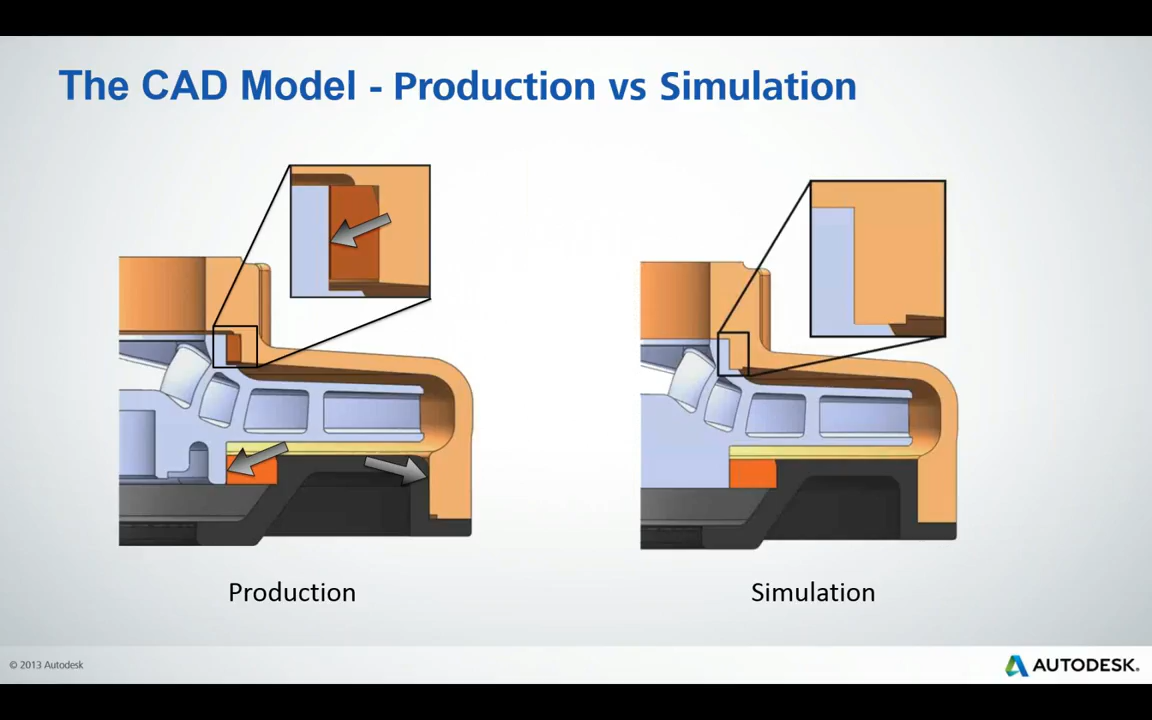 The CAD Model - Production vs Simulation
Production
Simulation
© 2013 Autodesk
AUTODESK.